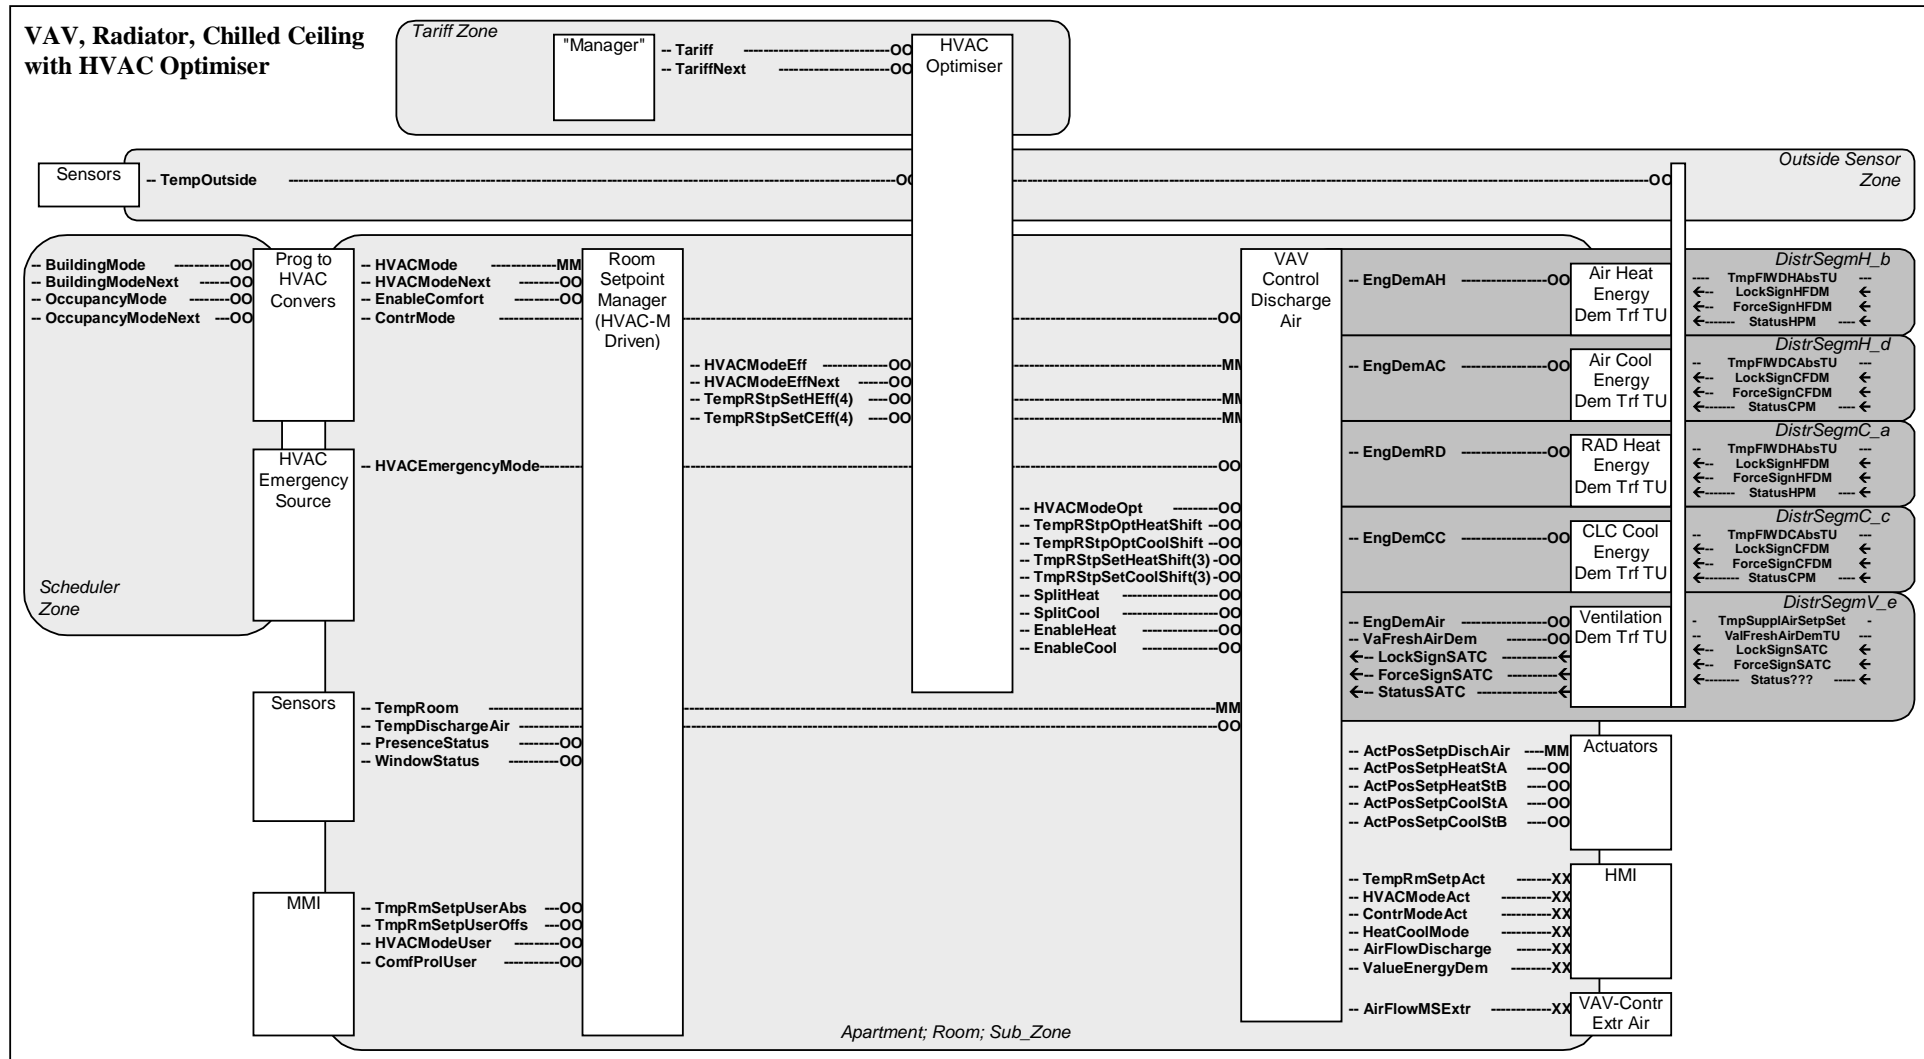 VAV, Radiator, Chilled Ceiling
with HVAC Optimiser
Tariff Zone
"Manager"
-- Tariff -----------------------------OO
-- TariffNext ----------------------OO
HVAC
Optimiser
Outside Sensor
Zone
Sensors
-- TempOutside ----------OO ----------OO
-- BuildingMode -----------OO
-- BuildingModeNext -----OO
-- OccupancyMode --------OO
-- OccupancyModeNext ---OO
Scheduler
Zone
Prog to
HVAC
Convers
HVAC
Emergency
Source
-- HVACMode -------------MM
-- HVACModeNext ------OO
-- EnableComfort -------OO
-- ContrMode ----------OO
-- HVACEmergencyMode----------OO
Room
Setpoint
Manager
(HVAC-M
Driven)
-- HVACModeEff -------------OO ----------MM
-- HVACModeEffNext ------OO
-- TempRStpSetHEff(4) ----OO ----------MM
-- TempRStpSetCEff(4) ----OO ----------MM
-- HVACModeOpt ---------OO
-- TempRStpOptHeatShift --OO
-- TempRStpOptCoolShift --OO
-- TmpRStpSetHeatShift(3) -OO
-- TmpRStpSetCoolShift(3) -OO
-- SplitHeat ------------------OO
-- SplitCool ------------------OO
-- EnableHeat ---------------OO
-- EnableCool ---------------OO
Sensors
-- TempRoom ----------MM
-- TempDischargeAir ----------OO
-- PresenceStatus --------OO
-- WindowStatus ----------OO
MMI
-- TmpRmSetpUserAbs ---OO
-- TmpRmSetpUserOffs ---OO
-- HVACModeUser ---------OO
-- ComfProlUser -----------OO
Apartment; Room; Sub_Zone
VAV
Control
Discharge
Air
-- EngDemAH -----------------OO
Air Heat
Energy
Dem Trf TU
DistrSegmH_b
---- TmpFlWDHAbsTU ---
←-- LockSignHFDM ←
←-- ForceSignHFDM ←
←------- StatusHPM ---- ←
-- EngDemAC -----------------OO
Air Cool
Energy
Dem Trf TU
DistrSegmH_d
-- TmpFlWDCAbsTU ---
←-- LockSignCFDM ←
←-- ForceSignCFDM ←
←------- StatusCPM ---- ←
-- EngDemRD -----------------OO
RAD Heat
Energy
Dem Trf TU
DistrSegmC_a
-- TmpFlWDHAbsTU ---
←-- LockSignHFDM ←
←-- ForceSignHFDM ←
←------- StatusHPM ---- ←
-- EngDemCC -----------------OO
CLC Cool
Energy
Dem Trf TU
DistrSegmC_c
-- TmpFlWDCAbsTU ---
←-- LockSignCFDM ←
←-- ForceSignCFDM ←
←-------- StatusCPM ---- ←
-- EngDemAir ----------------OO
-- VaFreshAirDem ----------OO
←-- LockSignSATC ----------←
←-- ForceSignSATC ----------←
←-- StatusSATC ----------------←
Ventilation
Dem Trf TU
DistrSegmV_e
- TmpSupplAirSetpSet -
-- ValFreshAirDemTU ---
←-- LockSignSATC ←
←-- ForceSignSATC ←
←-------- Status??? ----- ←
-- ActPosSetpDischAir ----MM
-- ActPosSetpHeatStA ----OO
-- ActPosSetpHeatStB ----OO
-- ActPosSetpCoolStA ----OO
-- ActPosSetpCoolStB ----OO
Actuators
-- TempRmSetpAct -------XX
-- HVACModeAct ----------XX
-- ContrModeAct ----------XX
-- HeatCoolMode ----------XX
-- AirFlowDischarge -------XX
-- ValueEnergyDem --------XX
HMI
-- AirFlowMSExtr ------------XX
VAV-Contr
Extr Air